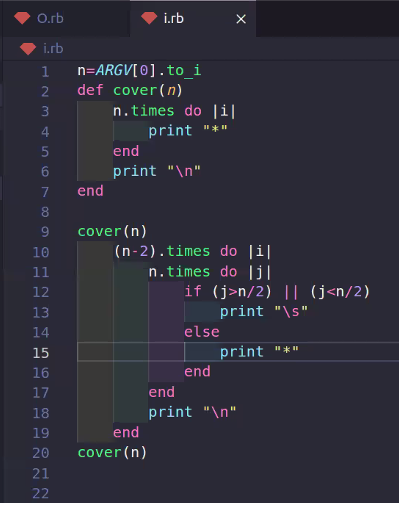 O.rb
i.rb
i.rb
1 n=ARGV[0].to_i
2 def cover(n)
3     n.times do |i|
4         print "*"
5     end
6     print "\n"
7 end
8
9 cover(n)
10     (n-2).times do |i|
11         n.times do |j|
12             if (j>n/2) || (j<n/2)
13                 print "\s"
14             else
15                 print "*"
16             end
17         end
18         print "\n"
19     end
20 cover(n)
21
22